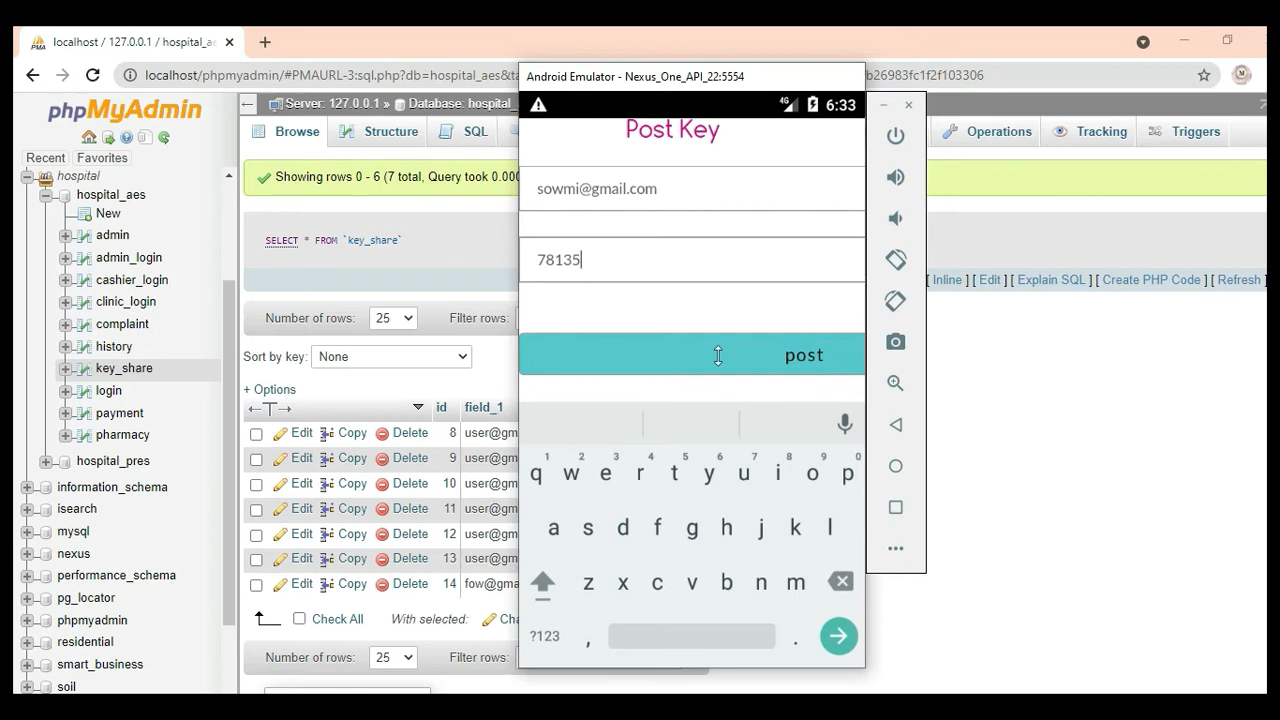 localhost / 127.0.0.1 / hospital_ae
localhost/phpmyadmin/#PMAURL-3:sql.php?db=hospital_aes&ta
b26983fc1f2f103306
phpMyAdmin
Recent Favorites
hospital
hospital_aes
New
admin
admin_login
cashier_login
clinic_login
complaint
history
key_share
login
payment
pharmacy
hospital_pres
information_schema
isearch
mysql
nexus
performance_schema
pg_locator
phpmyadmin
residential
smart_business
soil
Server: 127.0.0.1 » Database: hospital_
Browse Structure SQL
Operations Tracking Triggers
Showing rows 0 - 6 (7 total, Query took 0.000
SELECT * FROM `key_share`
[ Inline ] [ Edit ] [ Explain SQL ] [ Create PHP Code ] [ Refresh ]
Number of rows: 25 Filter rows:
Sort by key: None
+ Options
←T→ id field_1
Edit Copy Delete 8 user@gm
Edit Copy Delete 9 user@gm
Edit Copy Delete 10 user@gm
Edit Copy Delete 11 user@gm
Edit Copy Delete 12 user@gm
Edit Copy Delete 13 user@gm
Edit Copy Delete 14 fow@gma
Check All With selected: Cha
Number of rows: 25 Filter rows:
Android Emulator - Nexus_One_API_22:5554
4G 6:33
Post Key
sowmi@gmail.com
78135
post
1 2 3 4 5 6 7 8 9 0
q w e r t y u i o p
a s d f g h j k l
z x c v b n m
?123 , .